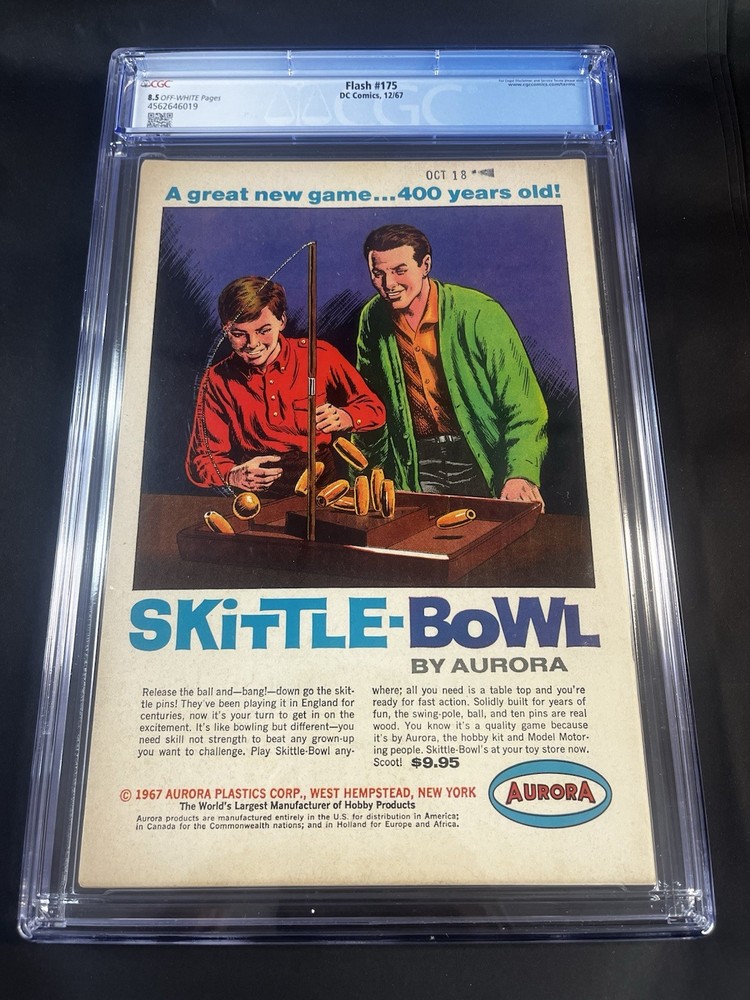 CGC
8.5 OFF-WHITE Pages
4562646019
Flash #175
DC Comics, 12/67
www.cgccomics.com/terms
CGC
OCT 18
A great new game...400 years old!
SKiTTLE-BoWL
BY AURORA
Release the ball and—bang!—down go the skit-
tle pins! They've been playing it in England for
centuries, now it's your turn to get in on the
excitement. It's like bowling but different—you
need skill not strength to beat any grown-up
you want to challenge. Play Skittle-Bowl any-
where; all you need is a table top and you're
ready for fast action. Solidly built for years of
fun, the swing-pole, ball, and ten pins are real
wood. You know it's a quality game because
it's by Aurora, the hobby kit and Model Motor-
ing people. Skittle-Bowl's at your toy store now.
Scoot! $9.95
© 1967 AURORA PLASTICS CORP., WEST HEMPSTEAD, NEW YORK
The World's Largest Manufacturer of Hobby Products
Aurora products are manufactured entirely in the U.S. for distribution in America;
in Canada for the Commonwealth nations; and in Holland for Europe and Africa.
AURORA